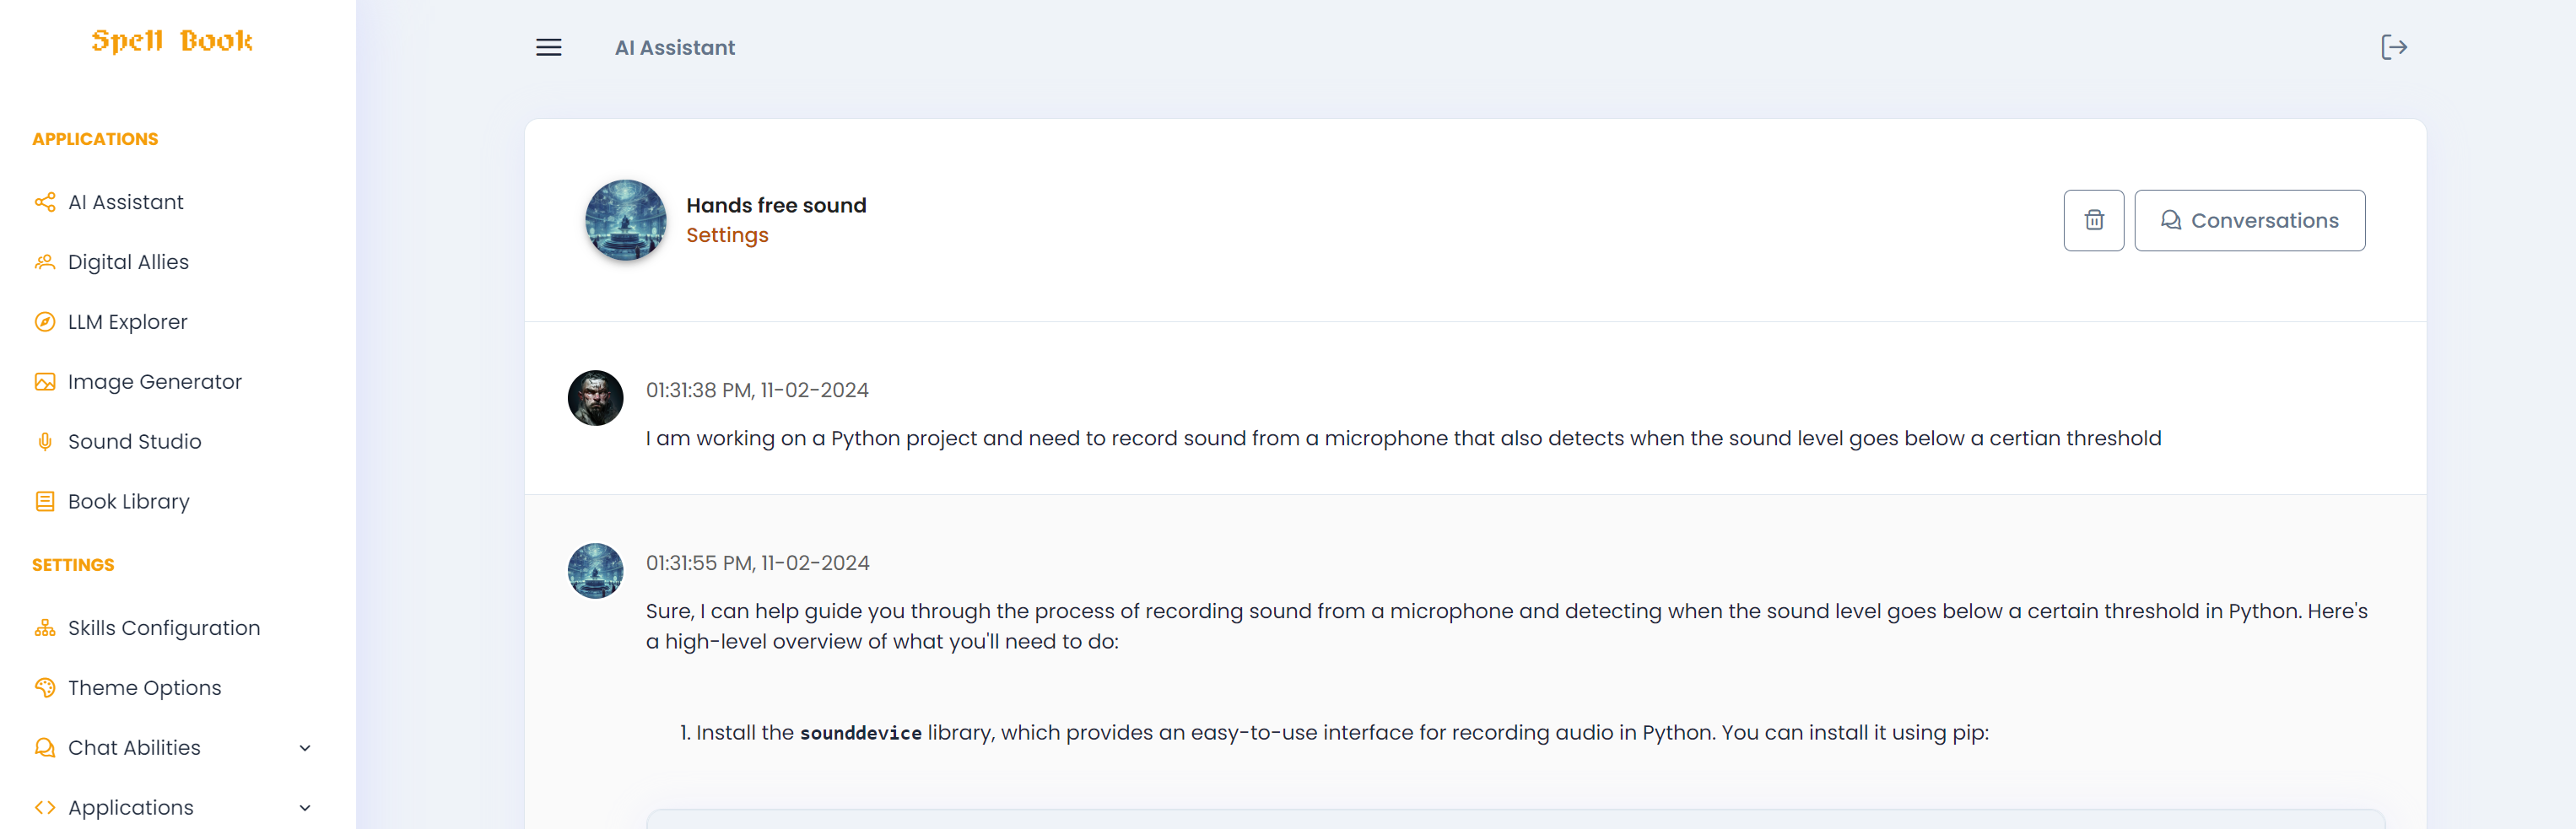 Spell Book
APPLICATIONS
AI Assistant
Digital Allies
LLM Explorer
Image Generator
Sound Studio
Book Library
SETTINGS
Skills Configuration
Theme Options
Chat Abilities
Applications
AI Assistant
Hands free sound
Settings
Conversations
01:31:38 PM, 11-02-2024
I am working on a Python project and need to record sound from a microphone that also detects when the sound level goes below a certian threshold
01:31:55 PM, 11-02-2024
Sure, I can help guide you through the process of recording sound from a microphone and detecting when the sound level goes below a certain threshold in Python. Here's
a high-level overview of what you'll need to do:
1. Install the sounddevice library, which provides an easy-to-use interface for recording audio in Python. You can install it using pip: